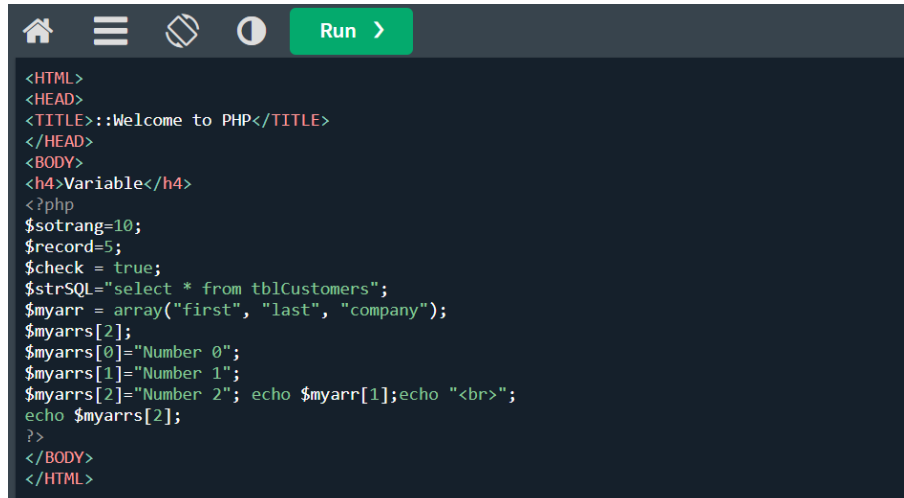 Run ❯
<HTML>
<HEAD>
<TITLE>::Welcome to PHP</TITLE>
</HEAD>
<BODY>
<h4>Variable</h4>
<?php
$sotrang=10;
$record=5;
$check = true;
$strSQL="select * from tblCustomers";
$myarr = array("first", "last", "company");
$myarrs[2];
$myarrs[0]="Number 0";
$myarrs[1]="Number 1";
$myarrs[2]="Number 2"; echo $myarr[1];echo "<br>";
echo $myarrs[2];
?>
</BODY>
</HTML>